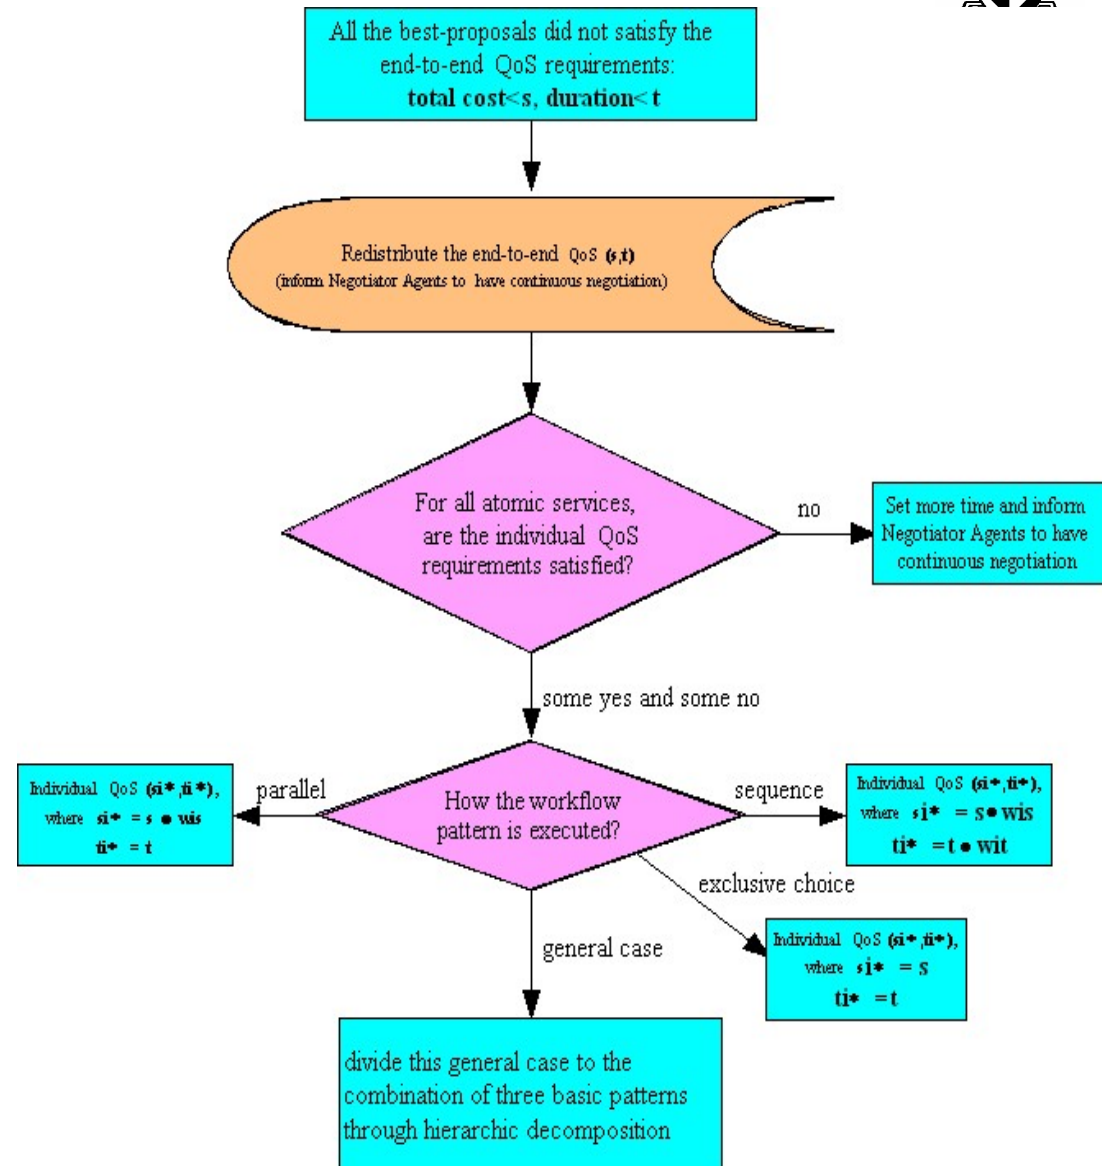 All the best-proposals did not satisfy the
end-to-end QoS requirements:
total cost<s, duration<t
Redistribute the end-to-end QoS (s,t)
(inform Negotiator Agents to have continuous negotiation)
For all atomic services,
are the individual QoS
requirements satisfied?
no
Set more time and inform
Negotiator Agents to have
continuous negotiation
some yes and some no
Individual QoS (si*,ti*),
where si* = s • wis
ti* = t
parallel
How the workflow
pattern is executed?
sequence
Individual QoS (si*,ti*),
where si* = s • wis
ti* = t • wit
exclusive choice
Individual QoS (si*,ti*),
where si* = s
ti* = t
general case
divide this general case to the
combination of three basic patterns
through hierarchic decomposition